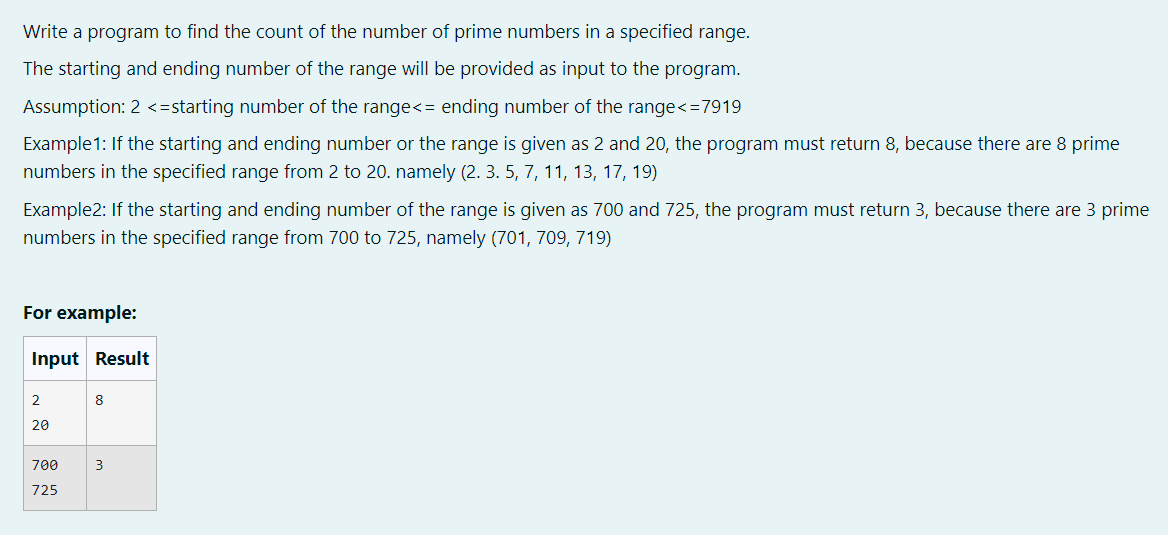 Write a program to find the count of the number of prime numbers in a specified range.
The starting and ending number of the range will be provided as input to the program.
Assumption: 2 <=starting number of the range<= ending number of the range<=7919
Example1: If the starting and ending number or the range is given as 2 and 20, the program must return 8, because there are 8 prime
numbers in the specified range from 2 to 20. namely (2. 3. 5, 7, 11, 13, 17, 19)
Example2: If the starting and ending number of the range is given as 700 and 725, the program must return 3, because there are 3 prime
numbers in the specified range from 700 to 725, namely (701, 709, 719)
For example:
Input Result
2 8
20
700 3
725